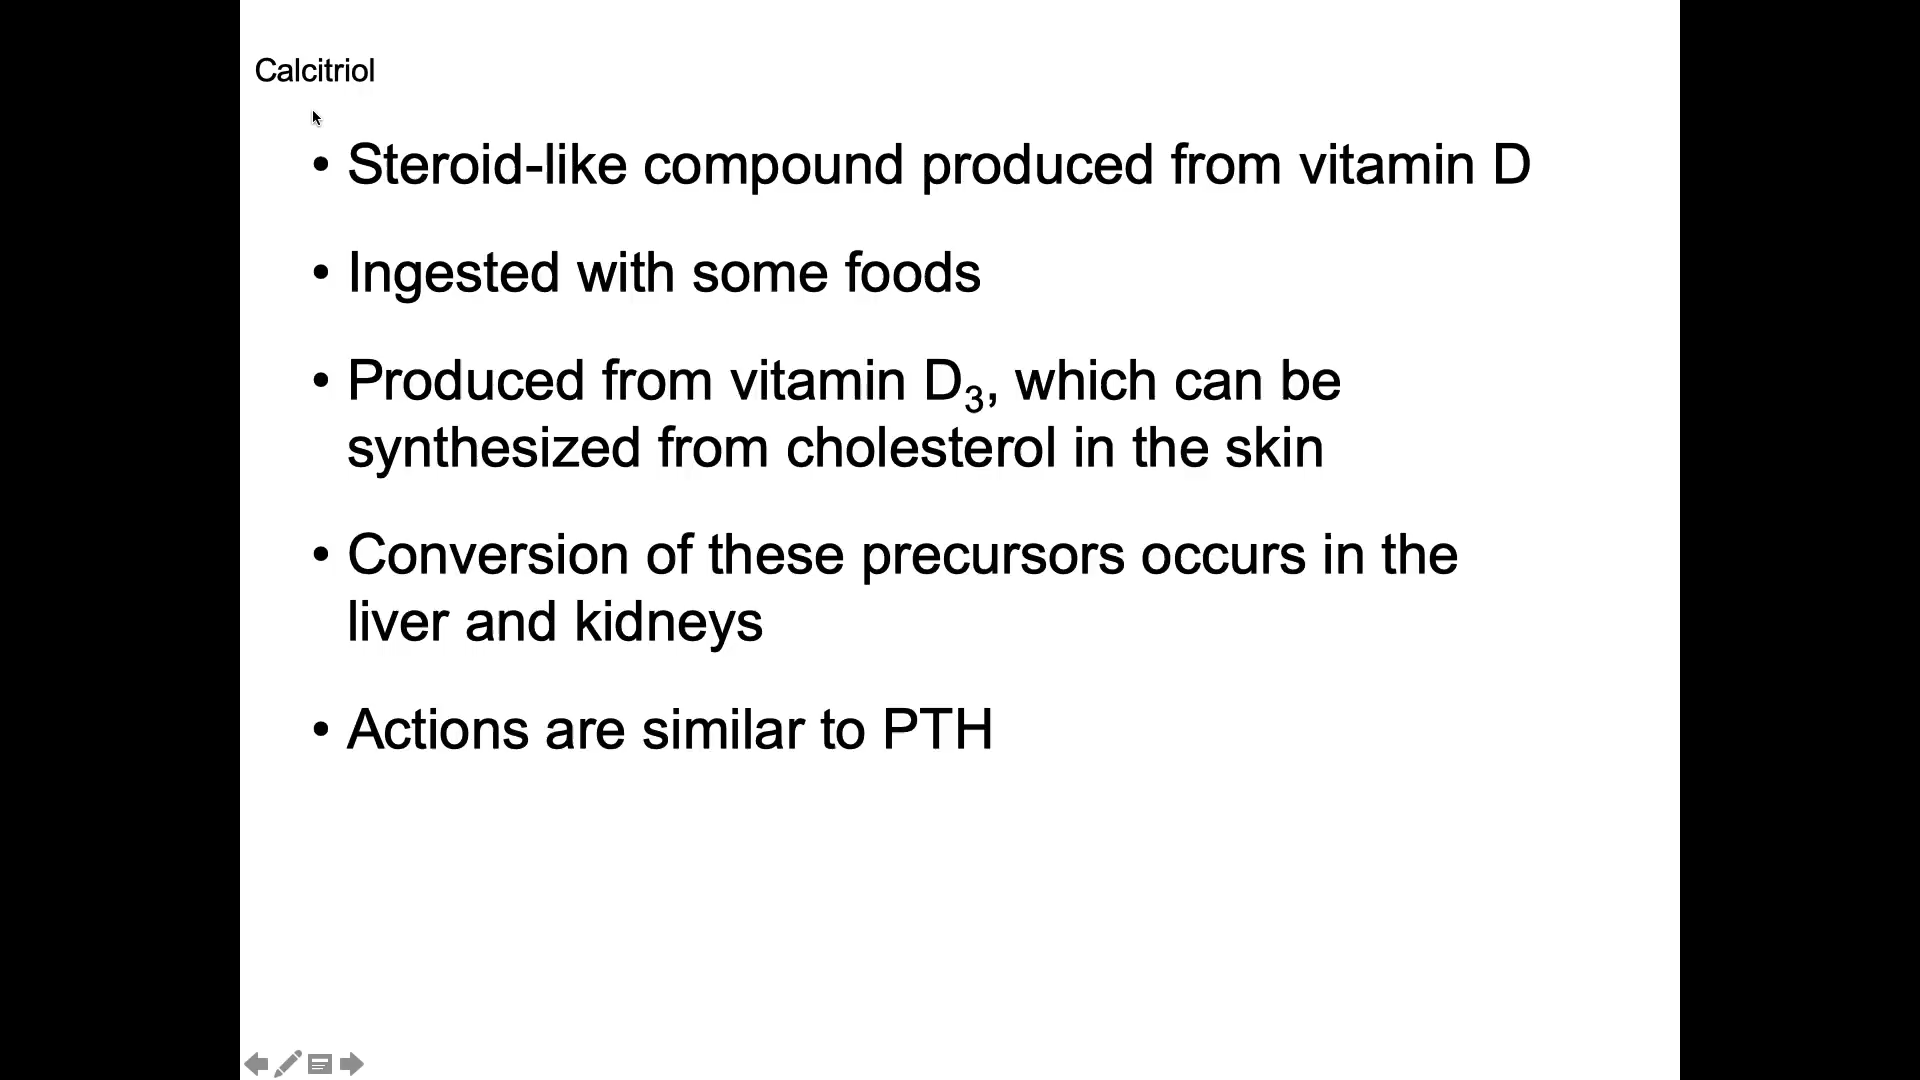 Calcitriol
• Steroid-like compound produced from vitamin D
• Ingested with some foods
• Produced from vitamin D₃, which can be
synthesized from cholesterol in the skin
• Conversion of these precursors occurs in the
liver and kidneys
• Actions are similar to PTH